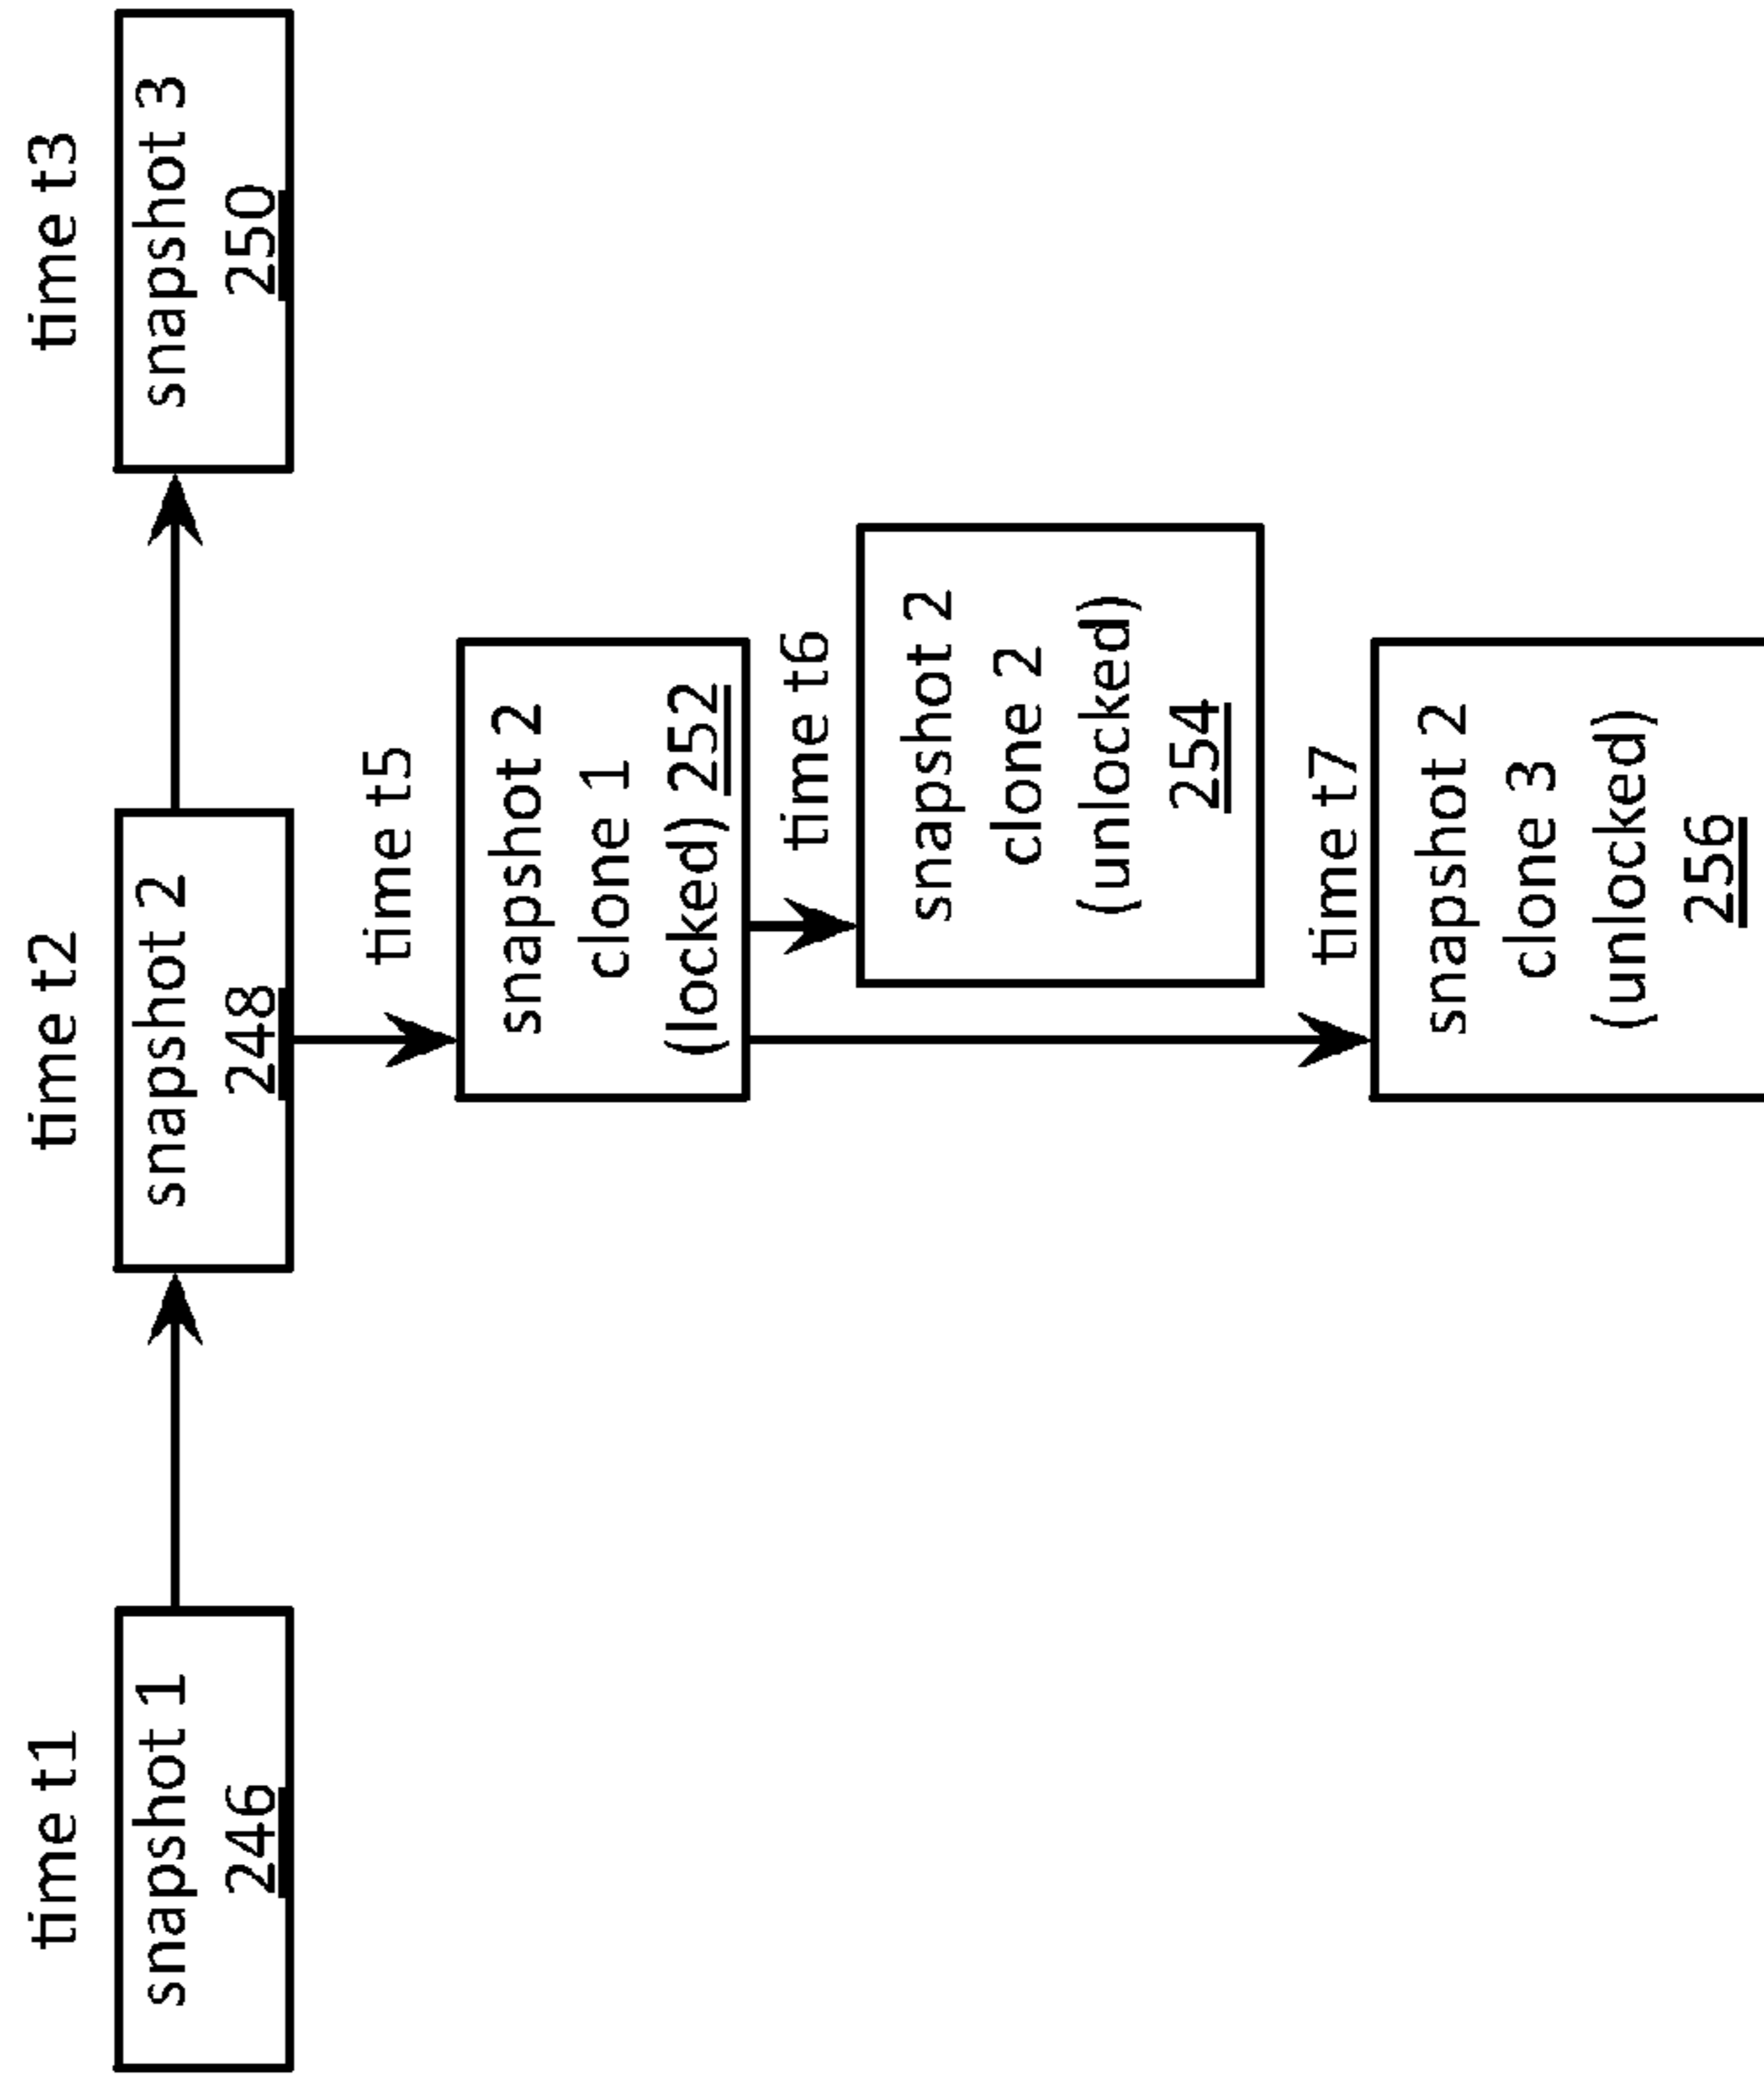 time t1
snapshot 1
246
time t2
snapshot 2
248
time t3
snapshot 3
250
time t5
snapshot 2
clone 1
(locked) 252
time t6
snapshot 2
clone 2
(unlocked)
254
time t7
snapshot 2
clone 3
(unlocked)
256